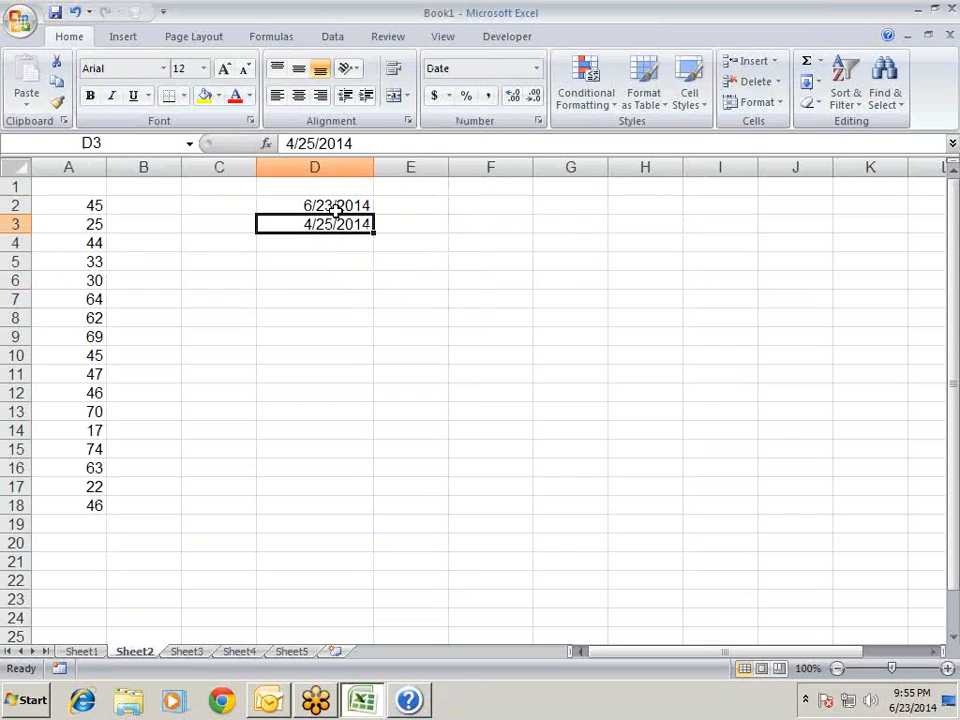 Book1 - Microsoft Excel
Home Insert Page Layout Formulas Data Review View Developer
Paste
Clipboard
Arial 12
B I U
Font
Alignment
Date
$ % ,
Number
Conditional Formatting
Format as Table
Cell Styles
Styles
Insert
Delete
Format
Cells
Sort & Filter
Find & Select
Editing
D3 fx 4/25/2014
A B C D E F G H I J K L
1
2 45 6/23/2014
3 25 4/25/2014
4 44
5 33
6 30
7 64
8 62
9 69
10 45
11 47
12 46
13 70
14 17
15 74
16 63
17 22
18 46
19
20
21
22
23
24
25
Sheet1 Sheet2 Sheet3 Sheet4 Sheet5
Ready 100%
Start 9:55 PM
6/23/2014